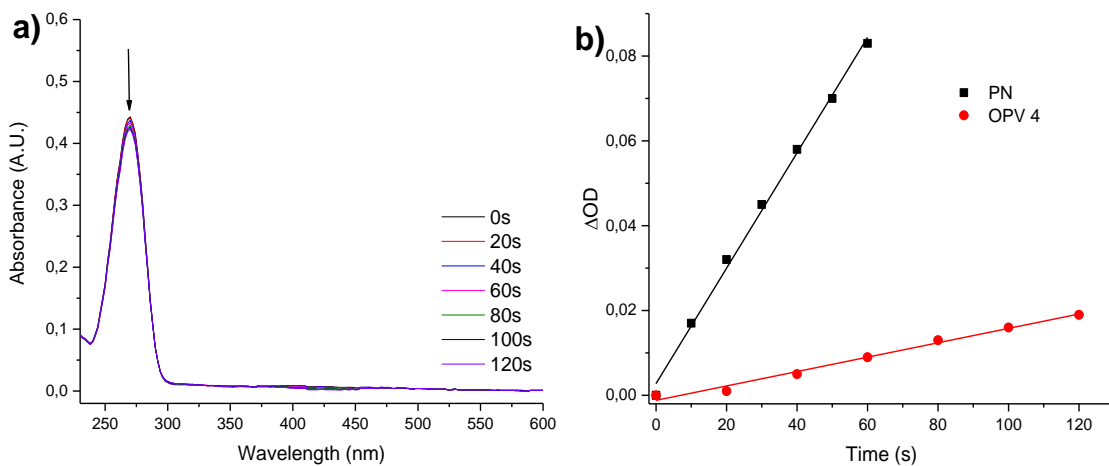 a)
0,6
0,5
0,4
0,3
0,2
0,1
0,0
Absorbance (A.U.)
250 300 350 400 450 500 550 600
Wavelength (nm)
0s
20s
40s
60s
80s
100s
120s
b)
0,08
0,06
0,04
0,02
0,00
ΔOD
0 20 40 60 80 100 120
Time (s)
PN
OPV 4